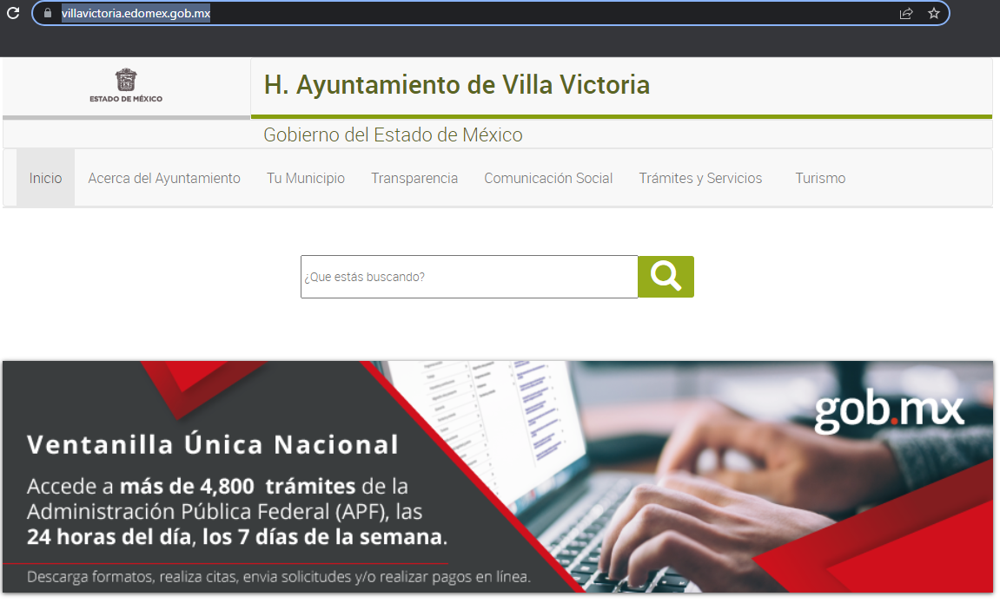 villavictoria.edomex.gob.mx
ESTADO DE MÉXICO
H. Ayuntamiento de Villa Victoria
Gobierno del Estado de México
Inicio Acerca del Ayuntamiento Tu Municipio Transparencia Comunicación Social Trámites y Servicios Turismo
¿Que estás buscando?
gob.mx
Ventanilla Única Nacional
Accede a más de 4,800 trámites de la
Administración Pública Federal (APF), las
24 horas del día, los 7 días de la semana.
Descarga formatos, realiza citas, envia solicitudes y/o realizar pagos en línea.